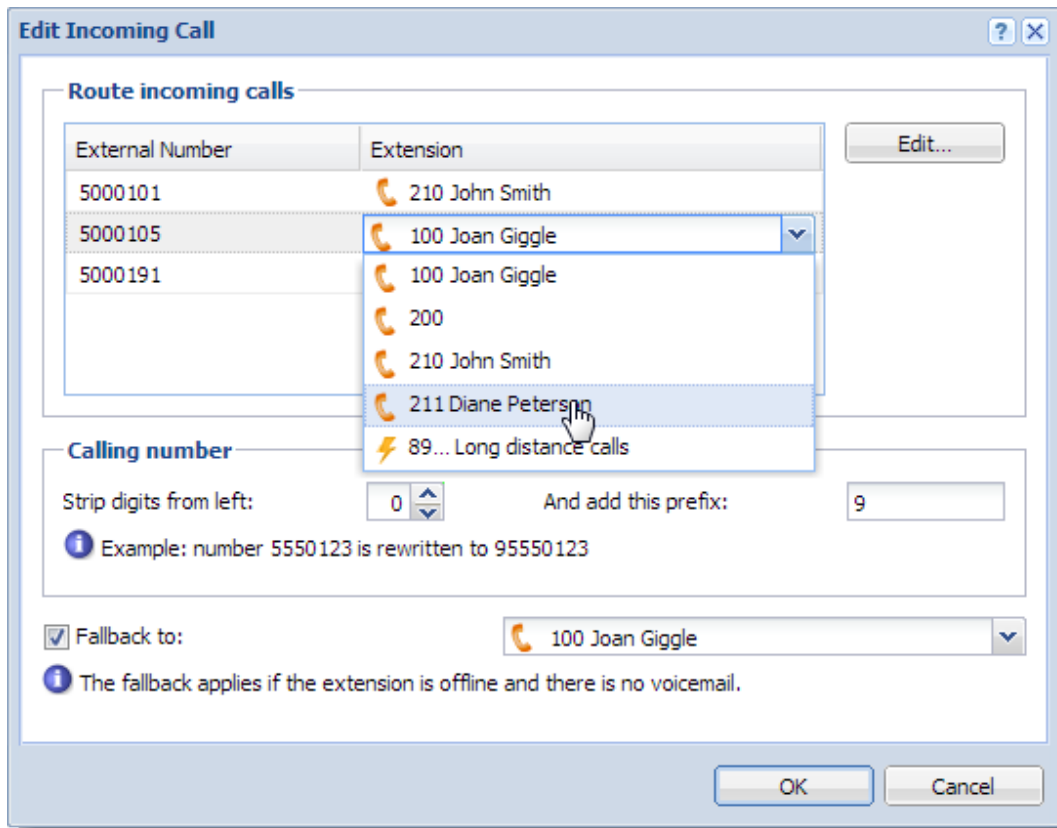 Edit Incoming Call
Route incoming calls
External Number Extension Edit...
5000101 210 John Smith
5000105 100 Joan Giggle
5000191 100 Joan Giggle
200
210 John Smith
211 Diane Peterson
89... Long distance calls
Calling number
Strip digits from left: 0 And add this prefix: 9
Example: number 5550123 is rewritten to 95550123
Fallback to: 100 Joan Giggle
The fallback applies if the extension is offline and there is no voicemail.
OK Cancel